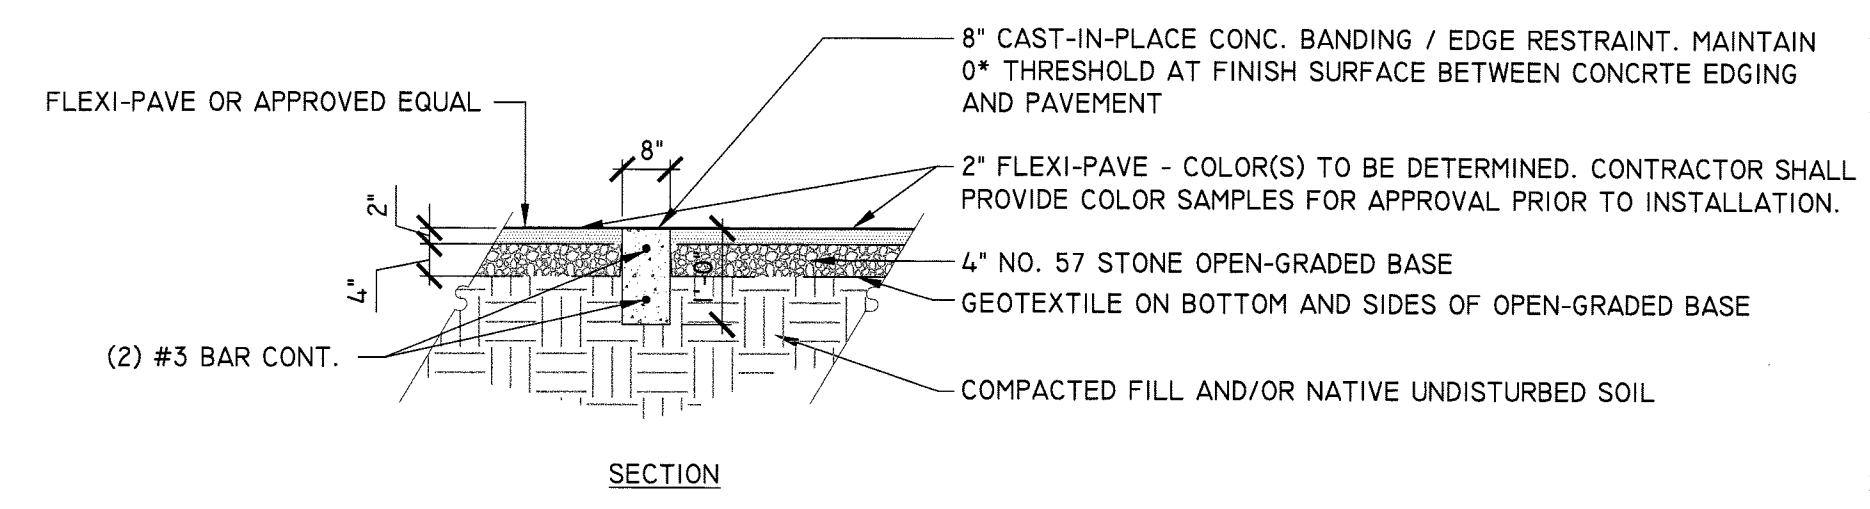 8" CAST-IN-PLACE CONC. BANDING / EDGE RESTRAINT. MAINTAIN
0* THRESHOLD AT FINISH SURFACE BETWEEN CONCRTE EDGING
AND PAVEMENT
FLEXI-PAVE OR APPROVED EQUAL
8"
2" FLEXI-PAVE - COLOR(S) TO BE DETERMINED. CONTRACTOR SHALL
PROVIDE COLOR SAMPLES FOR APPROVAL PRIOR TO INSTALLATION.
2"
4"
1'-0"
4" NO. 57 STONE OPEN-GRADED BASE
GEOTEXTILE ON BOTTOM AND SIDES OF OPEN-GRADED BASE
(2) #3 BAR CONT.
COMPACTED FILL AND/OR NATIVE UNDISTURBED SOIL
SECTION